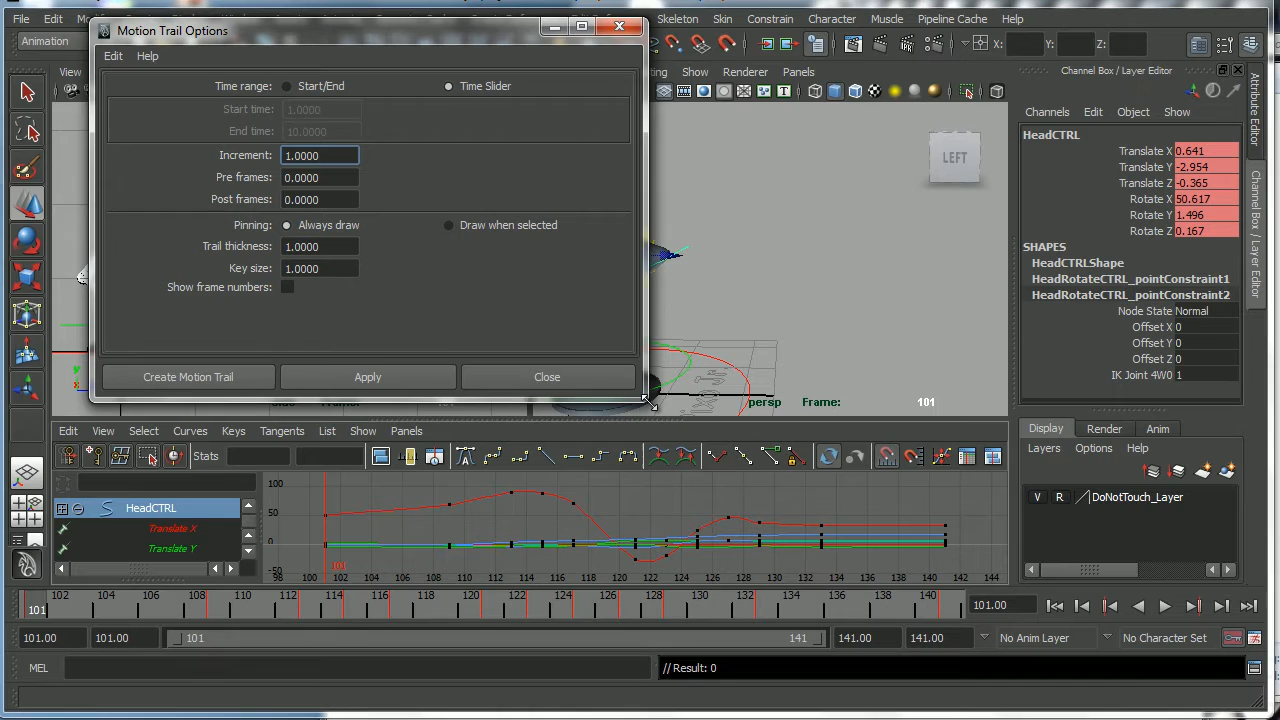 File Edit
Skeleton Skin Constrain Character Muscle Pipeline Cache Help
Motion Trail Options
Animation
X: Y: Z:
Edit Help
View
Show Renderer Panels
Channel Box / Layer Editor
Time range: Start/End Time Slider
Start time: 1.0000
End time: 10.0000
Increment: 1.0000
Pre frames: 0.0000
Post frames: 0.0000
Pinning: Always draw Draw when selected
Trail thickness: 1.0000
Key size: 1.0000
Show frame numbers:
Create Motion Trail Apply Close
LEFT
persp Frame: 101
Channels Edit Object Show
HeadCTRL
Translate X 0.641
Translate Y -2.954
Translate Z -0.365
Rotate X 50.617
Rotate Y 1.496
Rotate Z 0.167
SHAPES
HeadCTRLShape
HeadRotateCTRL_pointConstraint1
HeadRotateCTRL_pointConstraint2
Node State Normal
Offset X 0
Offset Y 0
Offset Z 0
IK Joint 4W0 1
Attribute Editor
Channel Box / Layer Editor
Edit View Select Curves Keys Tangents List Show Panels
Stats
HeadCTRL
Translate X
Translate Y
100
50
0
-50
101
98 100 102 104 106 108 110 112 114 116 118 120 122 124 126 128 130 132 134 136 138 140 142 144
Display Render Anim
Layers Options Help
V R DoNotTouch_Layer
101 102 104 106 108 110 112 114 116 118 120 122 124 126 128 130 132 134 136 138 140
101.00
101.00 101.00 101 141 141.00 141.00 No Anim Layer No Character Set
MEL // Result: 0